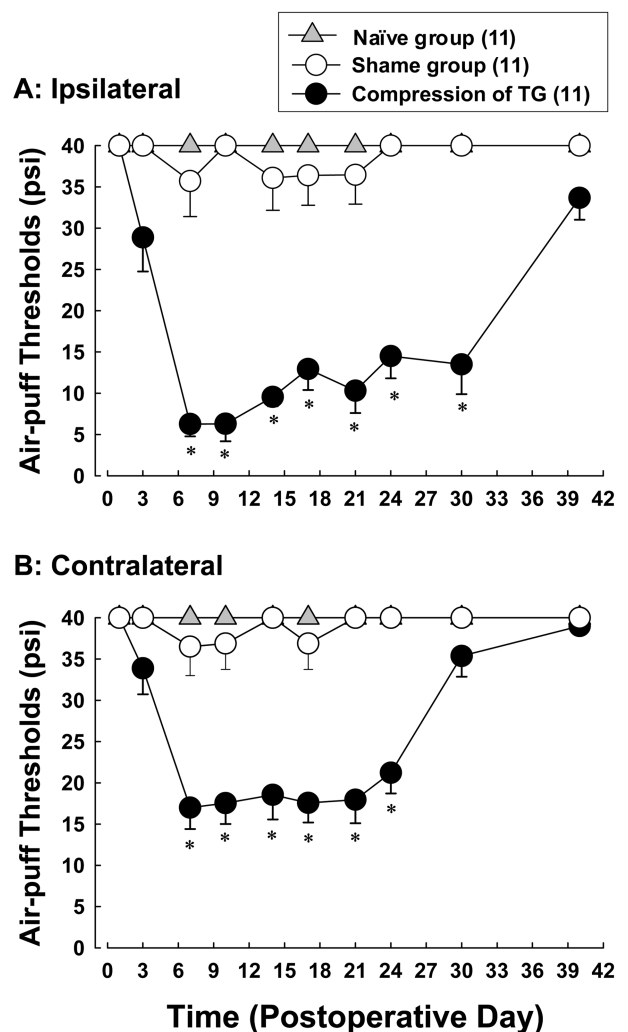 Naïve group (11)
Shame group (11)
Compression of TG (11)
A: Ipsilateral
Air-puff Thresholds (psi)
40
35
30
25
20
15
10
5
0
* * * * * * *
0 3 6 9 12 15 18 21 24 27 30 33 36 39 42
B: Contralateral
Air-puff Thresholds (psi)
40
35
30
25
20
15
10
5
0
* * * * * *
0 3 6 9 12 15 18 21 24 27 30 33 36 39 42
Time (Postoperative Day)